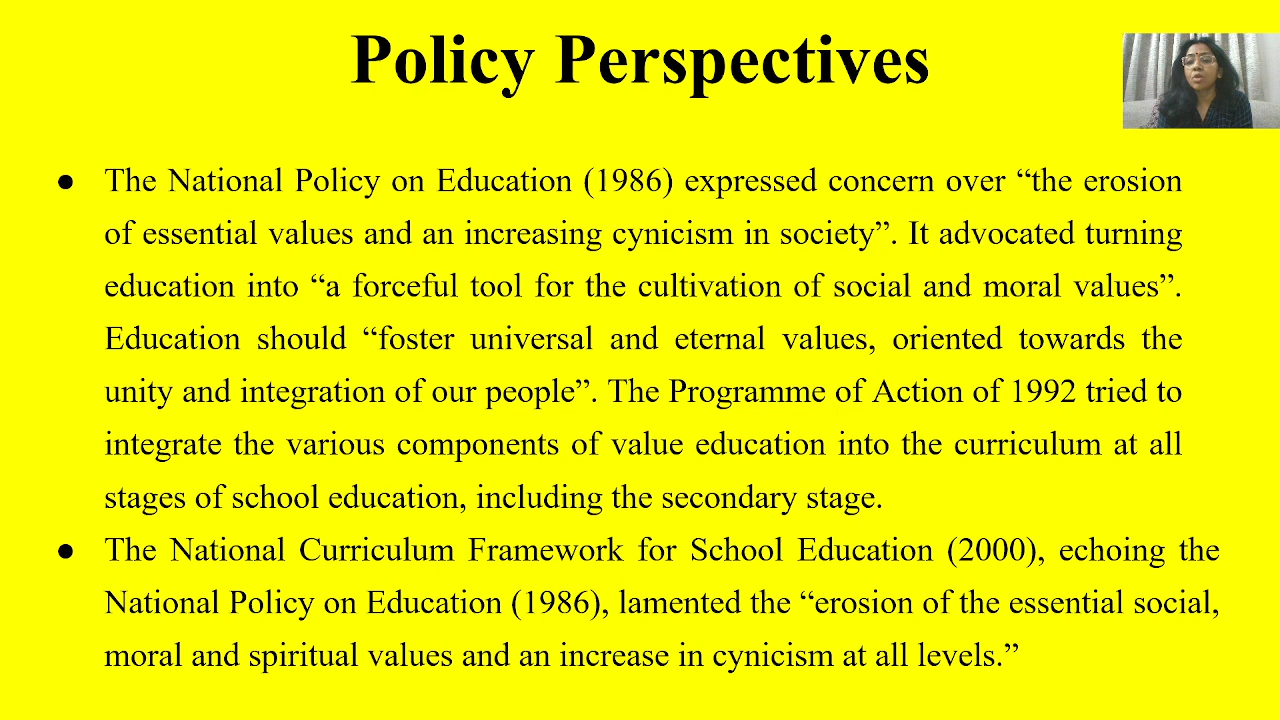 Policy Perspectives
● The National Policy on Education (1986) expressed concern over “the erosion
of essential values and an increasing cynicism in society”. It advocated turning
education into “a forceful tool for the cultivation of social and moral values”.
Education should “foster universal and eternal values, oriented towards the
unity and integration of our people”. The Programme of Action of 1992 tried to
integrate the various components of value education into the curriculum at all
stages of school education, including the secondary stage.
● The National Curriculum Framework for School Education (2000), echoing the
National Policy on Education (1986), lamented the “erosion of the essential social,
moral and spiritual values and an increase in cynicism at all levels.”